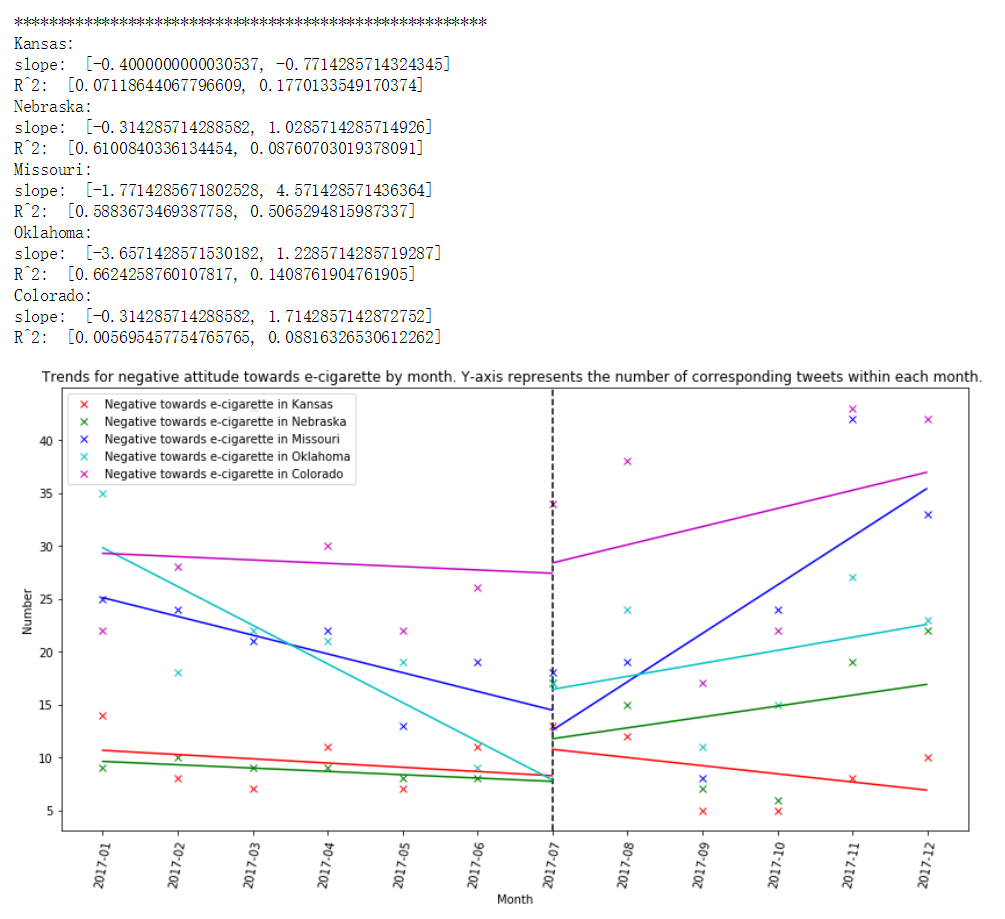 ******************************************************
Kansas:
slope:  [-0.4000000000030537, -0.7714285714324345]
R^2:  [0.07118644067796609, 0.1770133549170374]
Nebraska:
slope:  [-0.314285714288582, 1.0285714285714926]
R^2:  [0.6100840336134454, 0.08760703019378091]
Missouri:
slope:  [-1.7714285671802528, 4.571428571436364]
R^2:  [0.5883673469387758, 0.5065294815987337]
Oklahoma:
slope:  [-3.6571428571530182, 1.2285714285719287]
R^2:  [0.6624258760107817, 0.1408761904761905]
Colorado:
slope:  [-0.314285714288582, 1.7142857142872752]
R^2:  [0.005695457754765765, 0.08816326530612262]
Trends for negative attitude towards e-cigarette by month. Y-axis represents the number of corresponding tweets within each month.
Negative towards e-cigarette in Kansas
Negative towards e-cigarette in Nebraska
Negative towards e-cigarette in Missouri
Negative towards e-cigarette in Oklahoma
Negative towards e-cigarette in Colorado
40
35
30
25
20
15
10
5
Number
2017-01
2017-02
2017-03
2017-04
2017-05
2017-06
2017-07
2017-08
2017-09
2017-10
2017-11
2017-12
Month